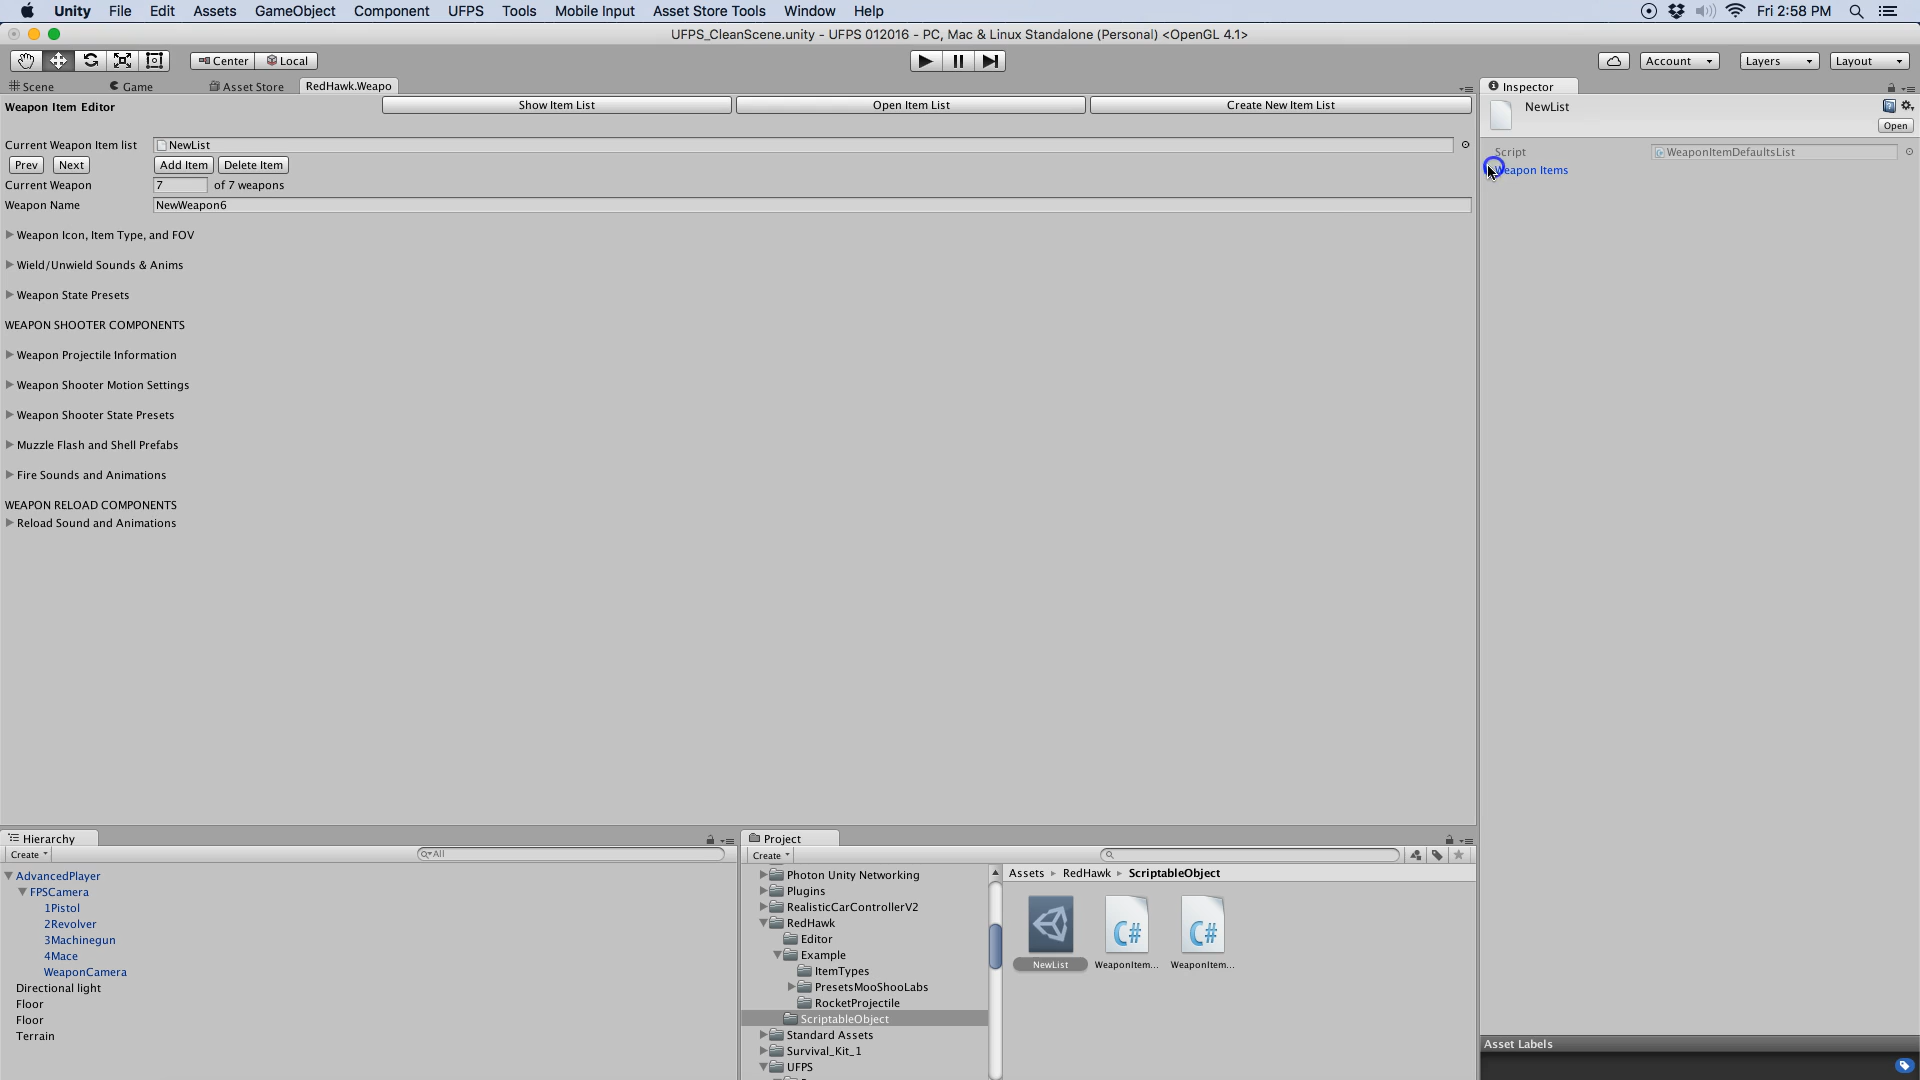 Unity File Edit Assets GameObject Component UFPS Tools Mobile Input Asset Store Tools Window Help Fri 2:58 PM
UFPS_CleanScene.unity - UFPS 012016 - PC, Mac & Linux Standalone (Personal) <OpenGL 4.1>
Center Local Account Layers Layout
Scene Game Asset Store RedHawk.Weapo
Weapon Item Editor Show Item List Open Item List Create New Item List
Current Weapon Item list NewList
Prev Next Add Item Delete Item
Current Weapon 7 of 7 weapons
Weapon Name NewWeapon6
Weapon Icon, Item Type, and FOV
Wield/Unwield Sounds & Anims
Weapon State Presets
WEAPON SHOOTER COMPONENTS
Weapon Projectile Information
Weapon Shooter Motion Settings
Weapon Shooter State Presets
Muzzle Flash and Shell Prefabs
Fire Sounds and Animations
WEAPON RELOAD COMPONENTS
Reload Sound and Animations
Inspector
NewList
Open
Script WeaponItemDefaultsList
Weapon Items
Asset Labels
Hierarchy
Create All
AdvancedPlayer
FPSCamera
1Pistol
2Revolver
3Machinegun
4Mace
WeaponCamera
Directional light
Floor
Floor
Terrain
Project
Create
Photon Unity Networking
Plugins
RealisticCarControllerV2
RedHawk
Editor
Example
ItemTypes
PresetsMooShooLabs
RocketProjectile
ScriptableObject
Standard Assets
Survival_Kit_1
UFPS
Assets RedHawk ScriptableObject
C# C#
NewList WeaponItem... WeaponItem...